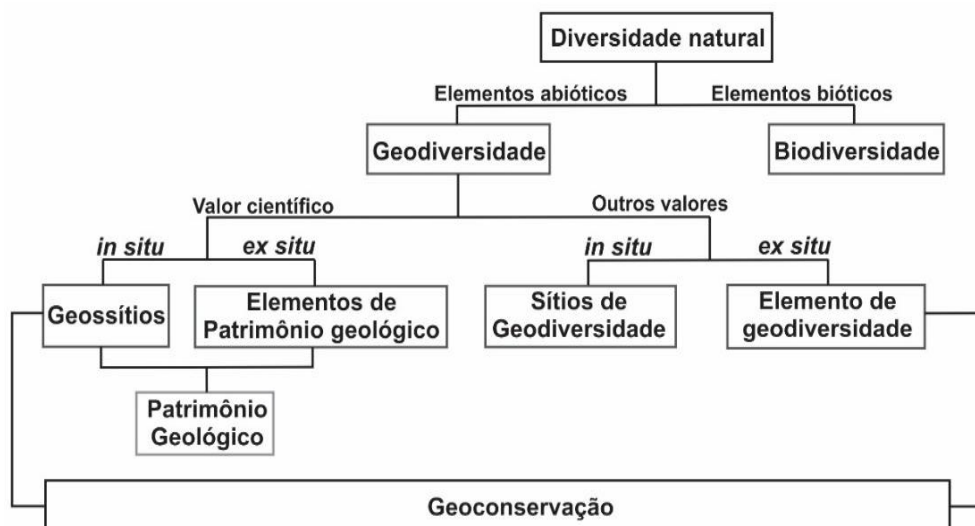 Diversidade natural
Elementos abióticos
Elementos bióticos
Geodiversidade
Biodiversidade
Valor científico
Outros valores
in situ
ex situ
in situ
ex situ
Geossítios
Elementos de
Patrimônio geológico
Sítios de
Geodiversidade
Elemento de
geodiversidade
Patrimônio
Geológico
Geoconservação